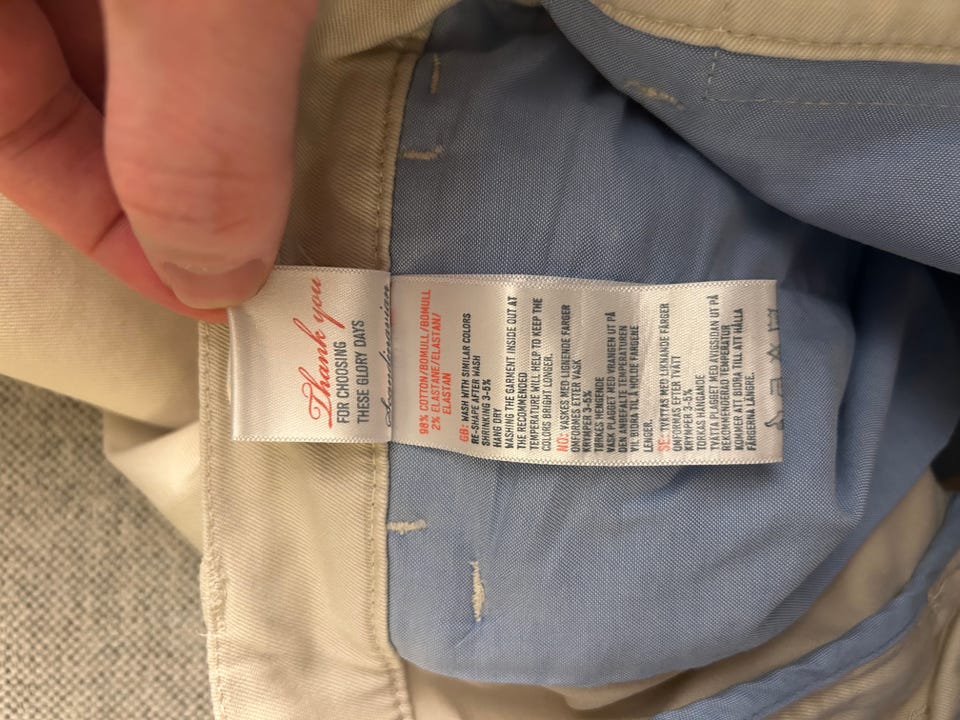 Thank you
FOR CHOOSING
THESE GLORY DAYS
98% COTTON/BOMULL/BOMULL
2% ELASTANE/ELASTAN/
ELASTAN
GB: WASH WITH SIMILAR COLORS
RE-SHAPE AFTER WASH
SHRINKING 3-5%
HANG DRY
WASHING THE GARMENT INSIDE OUT AT
THE RECOMMENDED
TEMPERATURE WILL HELP TO KEEP THE
COLORS BRIGHT LONGER.
NO: VASKES MED LIGNENDE FARGER
OMFORMES ETTER VASK
KRYMPER 3-5%
TØRKES HENGENDE
VASK PLAGGET MED VRANGEN UT PÅ
DEN ANBEFALTE TEMPERATUREN
VIL BIDRA TIL Å HOLDE FARGENE
LENGER.
SE: TVÄTTAS MED LIKNANDE FÄRGER
OMFORMAS EFTER TVÄTT
KRYMPER 3-5%
TORKAS HÄNGANDE
TVÄTTA PLAGGET MED AVIGSIDAN UT PÅ
REKOMMENDERAD TEMPERATUR
KOMMER ATT BIDRA TILL ATT HÅLLA
FÄRGERNA LÄNGRE.